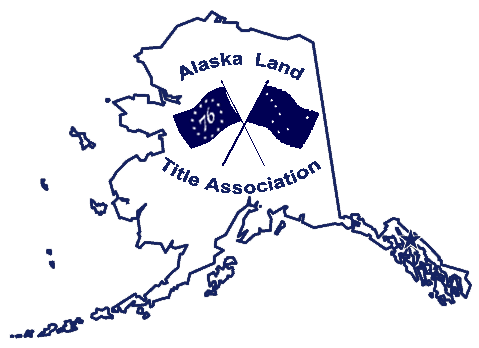 Alaska Land
76
Title Association